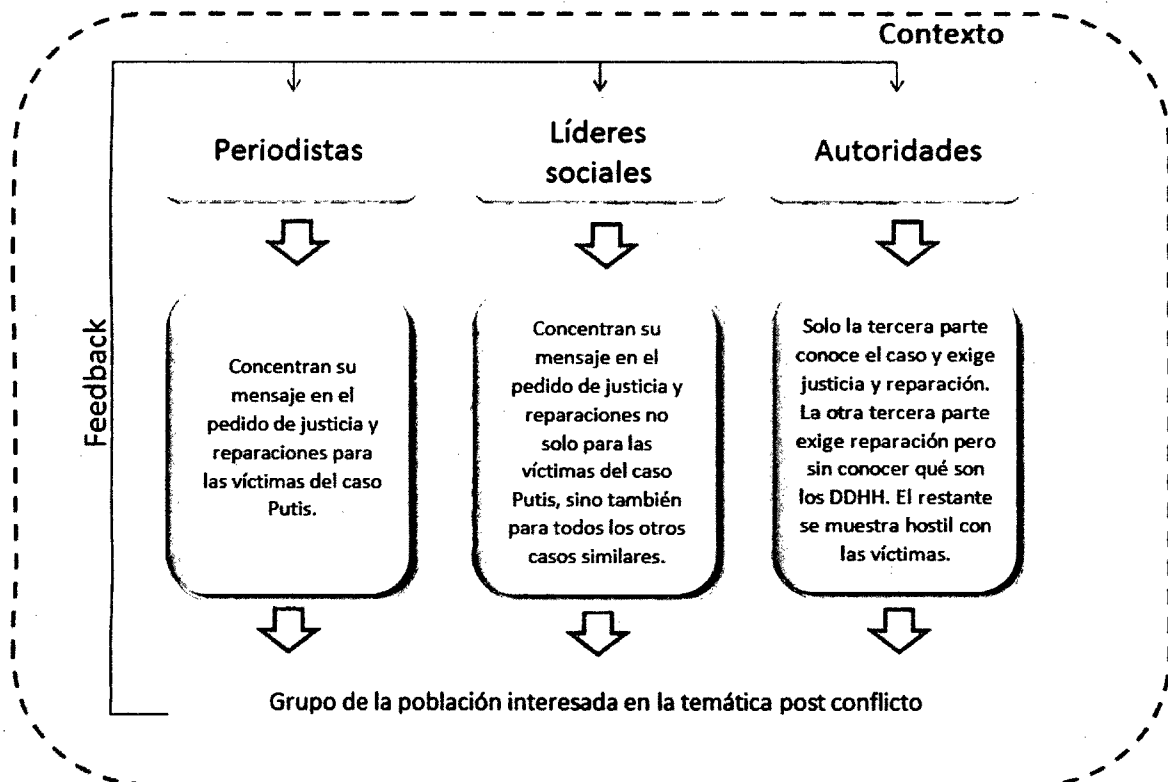 Contexto
Periodistas
Líderes
sociales
Autoridades
Feedback
Concentran su
mensaje en el
pedido de justicia y
reparaciones para
las víctimas del caso
Putis.
Concentran su
mensaje en el
pedido de justicia y
reparaciones no
solo para las
víctimas del caso
Putis, sino también
para todos los otros
casos similares.
Solo la tercera parte
conoce el caso y exige
justicia y reparación.
La otra tercera parte
exige reparación pero
sin conocer qué son
los DDHH. El restante
se muestra hostil con
las víctimas.
Grupo de la población interesada en la temática post conflicto